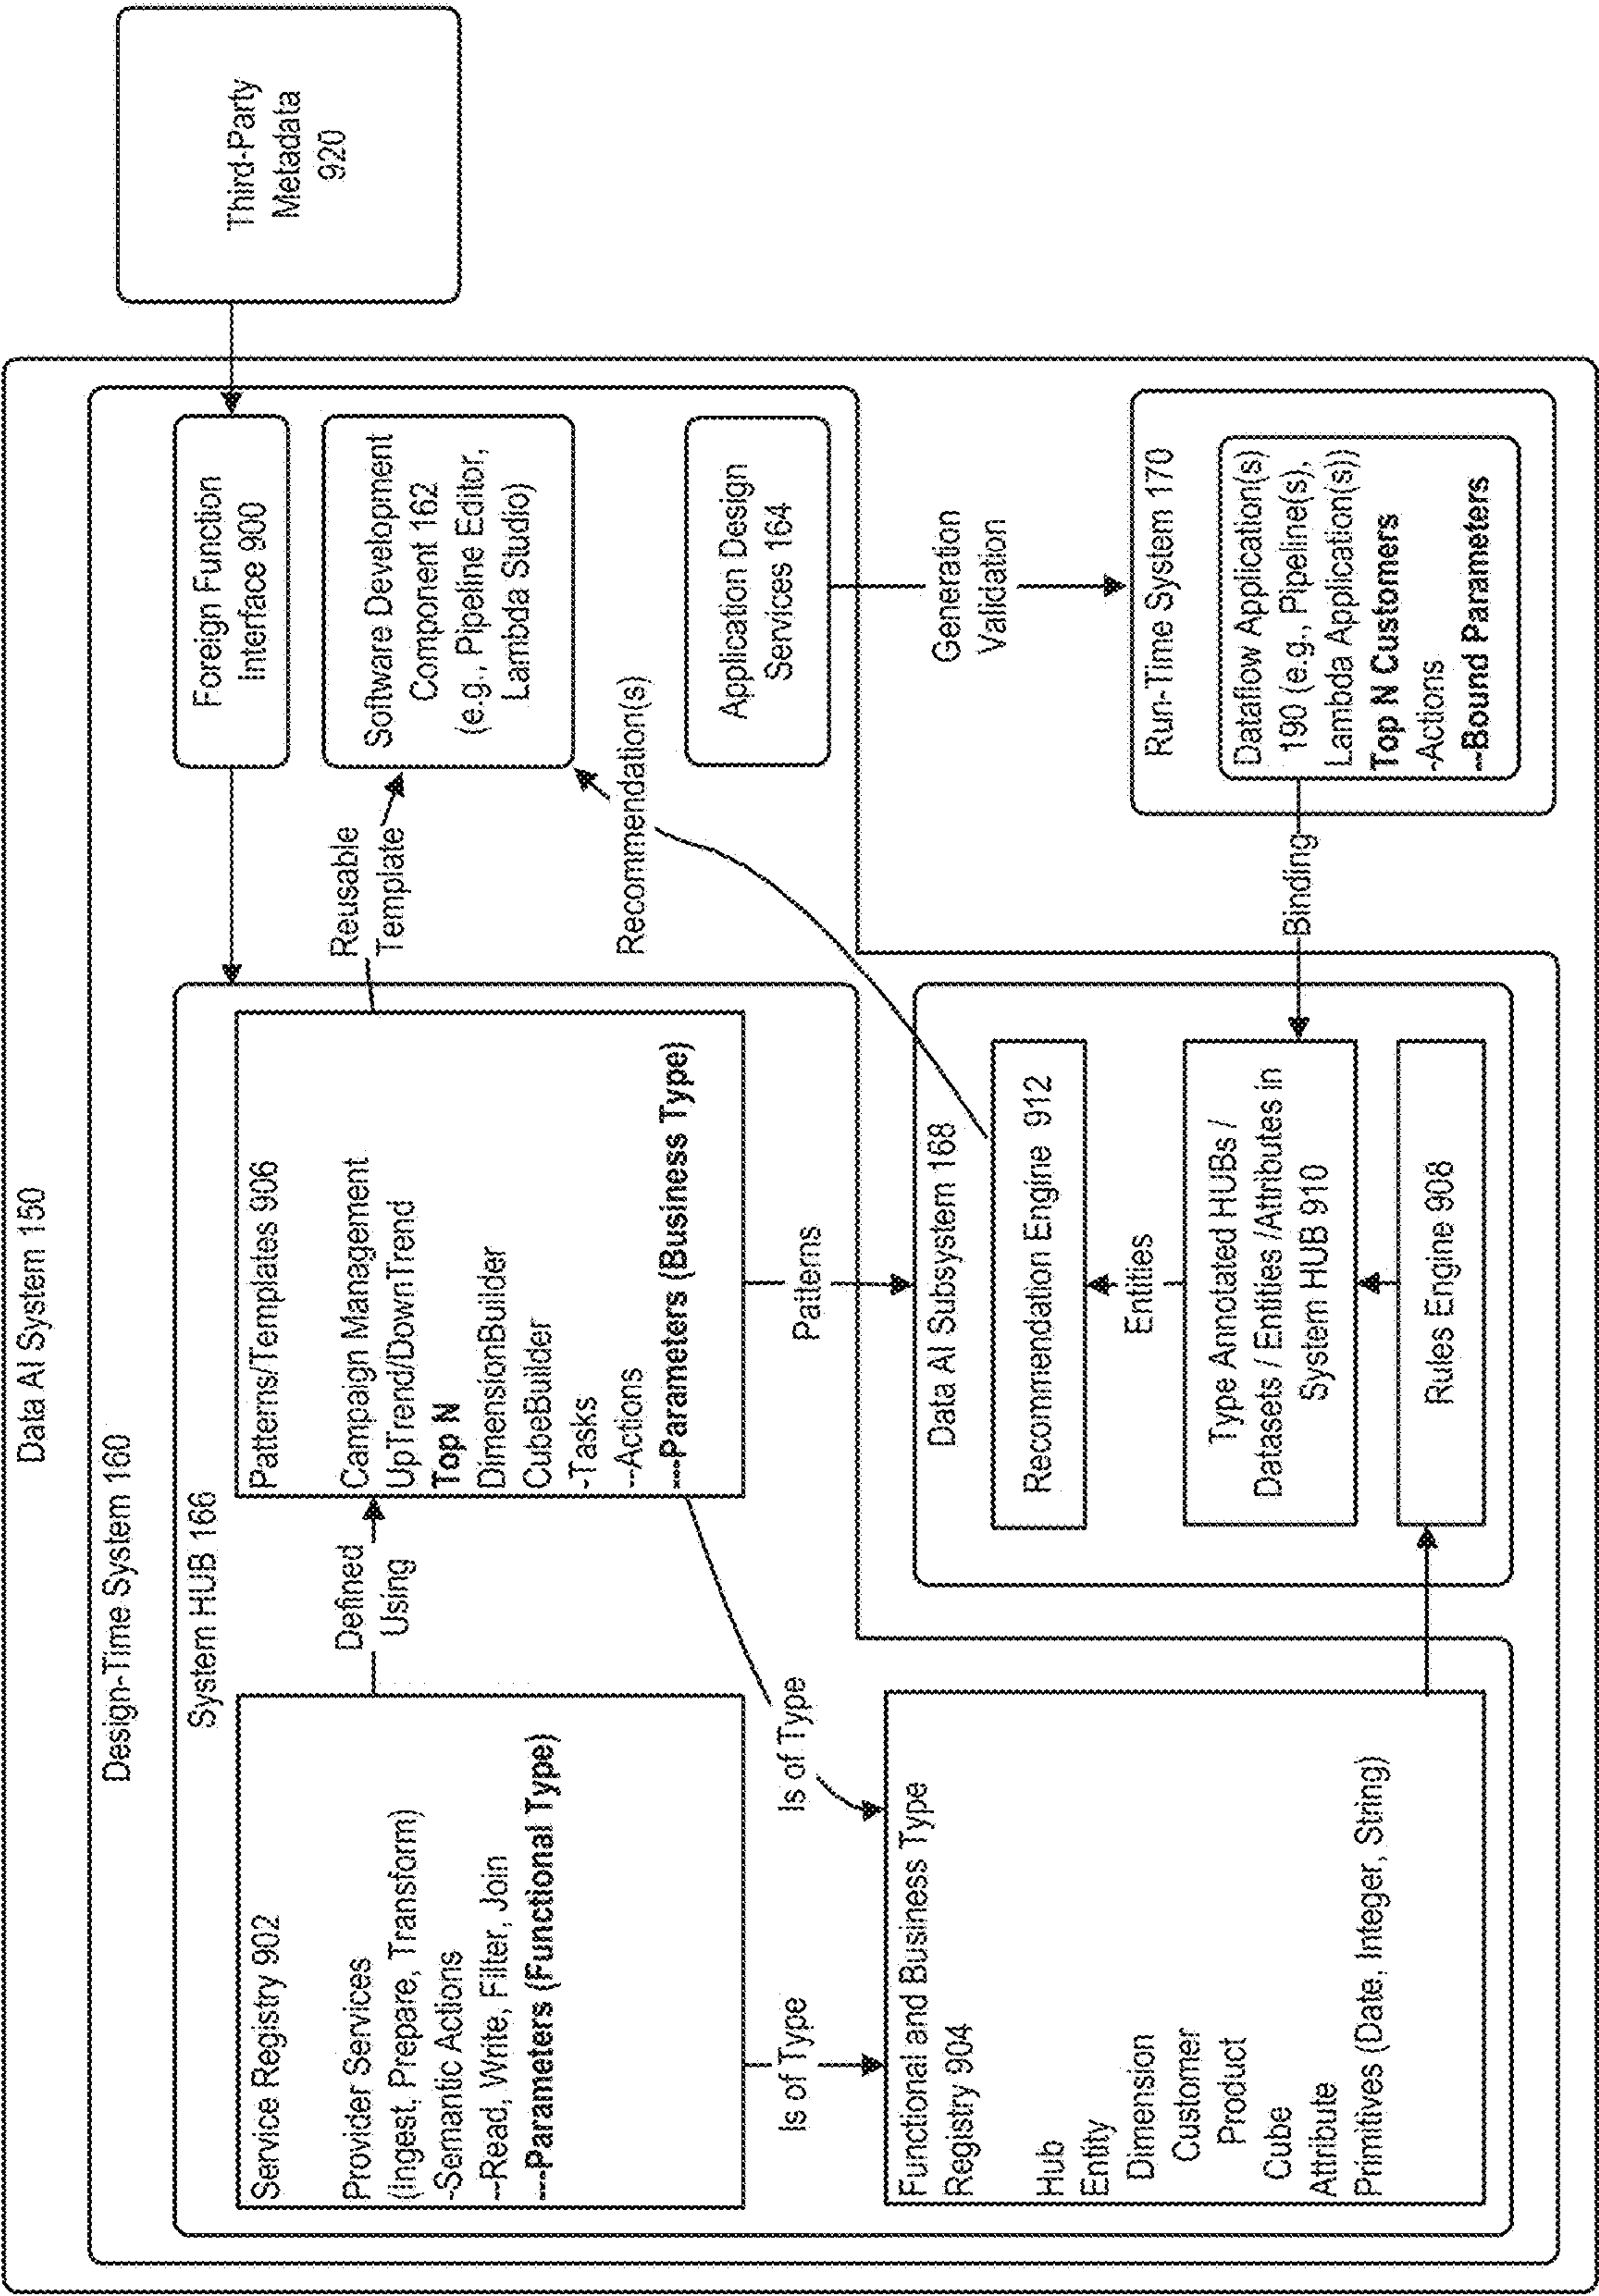 Data AI System 150
Design-Time System 160
System HUB 166
Service Registry 902
Provider Services
(Ingest, Prepare, Transform)
-Semantic Actions
--Read, Write, Filter, Join
---Parameters (Functional Type)
Defined
Using
Patterns/Templates 906
Campaign Management
UpTrend/DownTrend
Top N
DimensionBuilder
CubeBuilder
-Tasks
--Actions
---Parameters (Business Type)
Reusable
Template
Foreign Function
Interface 900
Third-Party
Metadata
920
Software Development
Component 162
(e.g., Pipeline Editor,
Lambda Studio)
Recommendation(s)
Application Design
Services 164
Is of Type
Is of Type
Patterns
Generation
Validation
Functional and Business Type
Registry 904
Hub
Entity
Dimension
Customer
Product
Cube
Attribute
Primitives (Date, Integer, String)
Data AI Subsystem 168
Recommendation Engine 912
Entities
Type Annotated HUBs /
Datasets / Entities /Attributes in
System HUB 910
Rules Engine 908
Binding
Run-Time System 170
Dataflow Application(s)
190 (e.g., Pipeline(s),
Lambda Application(s))
Top N Customers
-Actions
--Bound Parameters